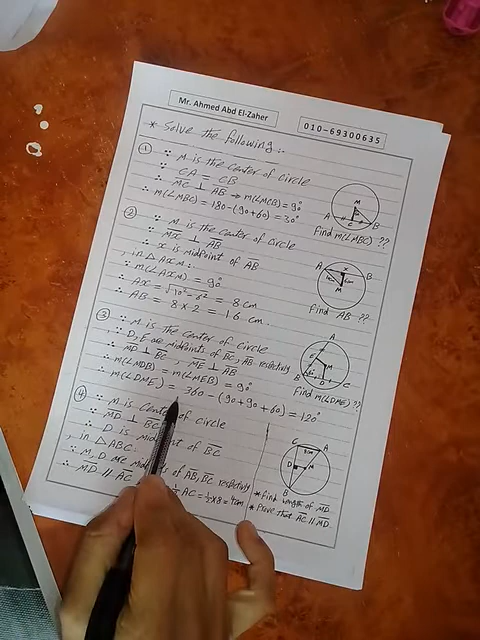 Mr. Ahmed Abd El-Zaher
010-69300635
* Solve the following:-
① ∵ M is the center of circle
∵ CA = CB
∴ MC ⊥ AB ⇒ m(∠MCB) = 90°
∴ m(∠MBC) = 180 - (90+60) = 30°
A
M
C
B
Find m(∠MBC) ??
② ∵ M is the center of circle
∵ MX ⊥ AB
∴ X is midpoint of AB
, in △AXM:
m(∠AXM) = 90°
∴ AX = √10² - 6² = 8 cm
∴ AB = 8 × 2 = 16 cm.
A
X
B
M
Find AB ??
③ ∵ M is the center of circle
∵ D, E are midpoints of BC, AB respectively
∴ MD ⊥ BC, ME ⊥ AB
∴ m(∠MDB) = m(∠MEB) = 90°
∴ m(∠DME) = 360 - (90+90+60) = 120°
A
E
M
B
D
C
Find m(∠DME) ??
④ ∵ M is Center of circle
∵ MD ⊥ BC
∴ D is midpoint of BC
, in △ABC:
∵ M, D are of AB, BC respectively
∴ MD // AC AC = ½ × 8 = 4 cm
C
A
8cm
D
M
B
* Find length of MD
* Prove that AC // MD